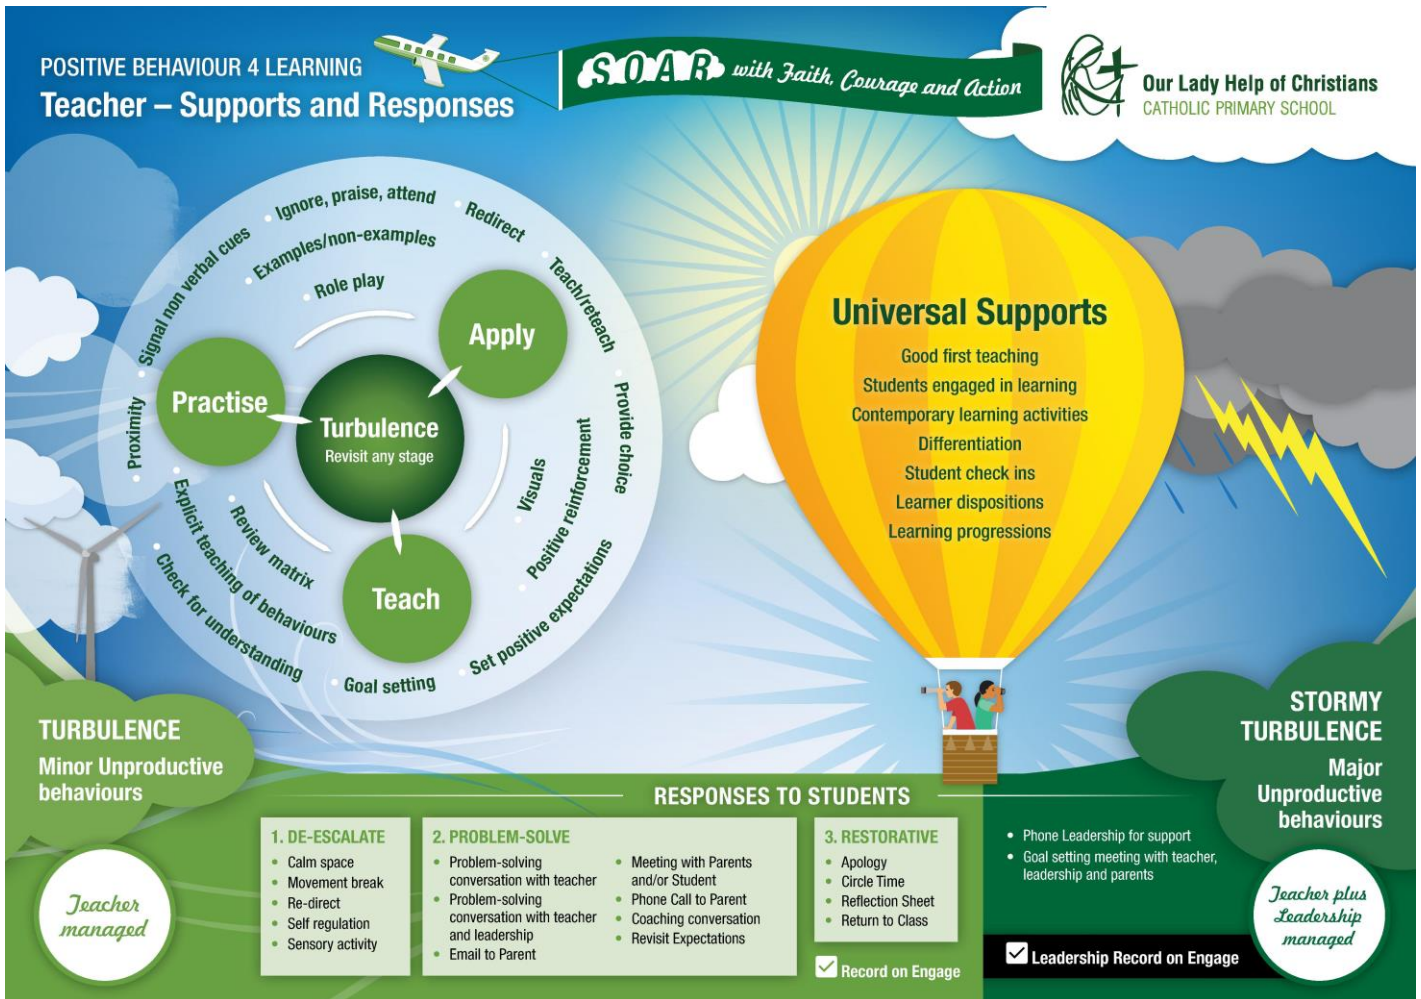 POSITIVE BEHAVIOUR 4 LEARNING
Teacher – Supports and Responses
SOAR with Faith, Courage and Action
Our Lady Help of Christians
CATHOLIC PRIMARY SCHOOL
• Ignore, praise, attend
• Redirect
• Teach/reteach
• Provide choice
• Signal non verbal cues
• Proximity
• Examples/non-examples
• Role play
Apply
Practise
Turbulence
Revisit any stage
Teach
• Visuals
• Positive reinforcement
• Set positive expectations
• Review matrix
• Explicit teaching of behaviours
• Check for understanding
• Goal setting
Universal Supports
Good first teaching
Students engaged in learning
Contemporary learning activities
Differentiation
Student check ins
Learner dispositions
Learning progressions
TURBULENCE
Minor Unproductive
behaviours
Teacher
managed
STORMY
TURBULENCE
Major
Unproductive
behaviours
RESPONSES TO STUDENTS
1. DE-ESCALATE
• Calm space
• Movement break
• Re-direct
• Self regulation
• Sensory activity
2. PROBLEM-SOLVE
• Problem-solving
conversation with teacher
• Problem-solving
conversation with teacher
and leadership
• Email to Parent
• Meeting with Parents
and/or Student
• Phone Call to Parent
• Coaching conversation
• Revisit Expectations
3. RESTORATIVE
• Apology
• Circle Time
• Reflection Sheet
• Return to Class
Record on Engage
• Phone Leadership for support
• Goal setting meeting with teacher,
leadership and parents
Leadership Record on Engage
Teacher plus
Leadership
managed